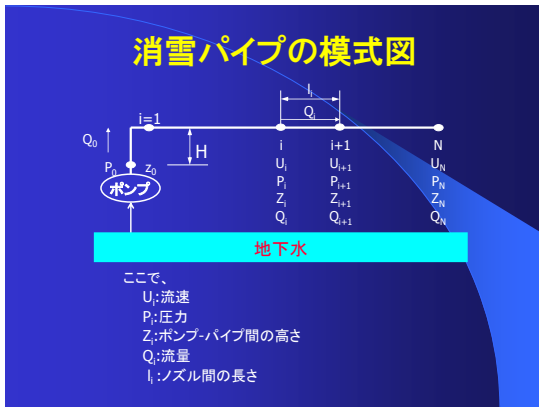 消雪パイプの模式図
l_i
Q_i
i=1
Q_0
H
P_0 z_0
ポンプ
i i+1 N
U_i U_{i+1} U_N
P_i P_{i+1} P_N
Z_i Z_{i+1} Z_N
Q_i Q_{i+1} Q_N
地下水
ここで、
U_i:流速
P_i:圧力
Z_i:ポンプ-パイプ間の高さ
Q_i:流量
l_i:ノズル間の長さ